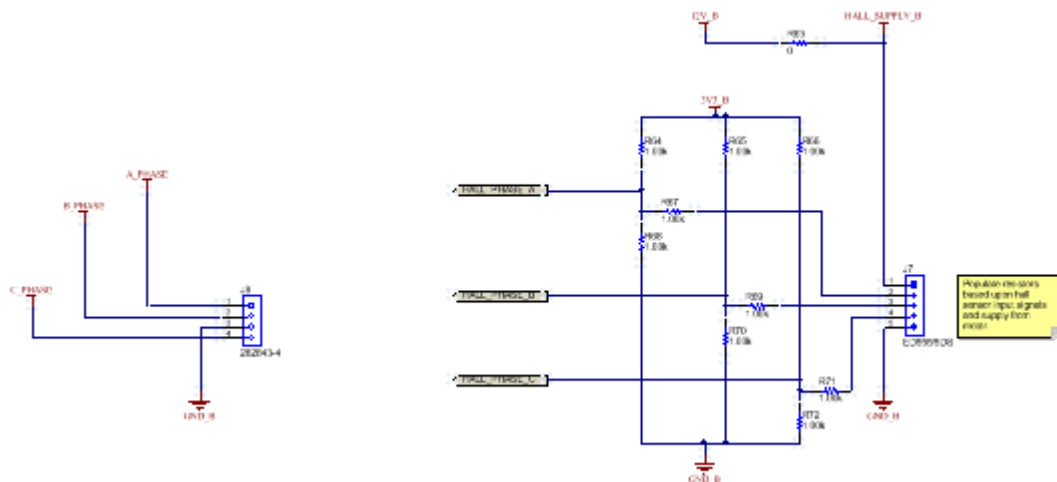 12V_B
HALL_SUPPLY_B
R63
0
3V3_B
R64
1.00k
R65
1.00k
R66
1.00k
A_PHASE
HALL_PHASE_A
B_PHASE
R67
1.00k
R68
1.00k
J7
C_PHASE
J8
1
2
3
4
282843-4
HALL_PHASE_B
R69
1.00k
R70
1.00k
1
2
3
4
5
Populate resistors
based upon hall
sensor input signals
and supply from
motor.
HALL_PHASE_C
R71
1.00k
R72
1.00k
GND_B
GND_B
GND_B